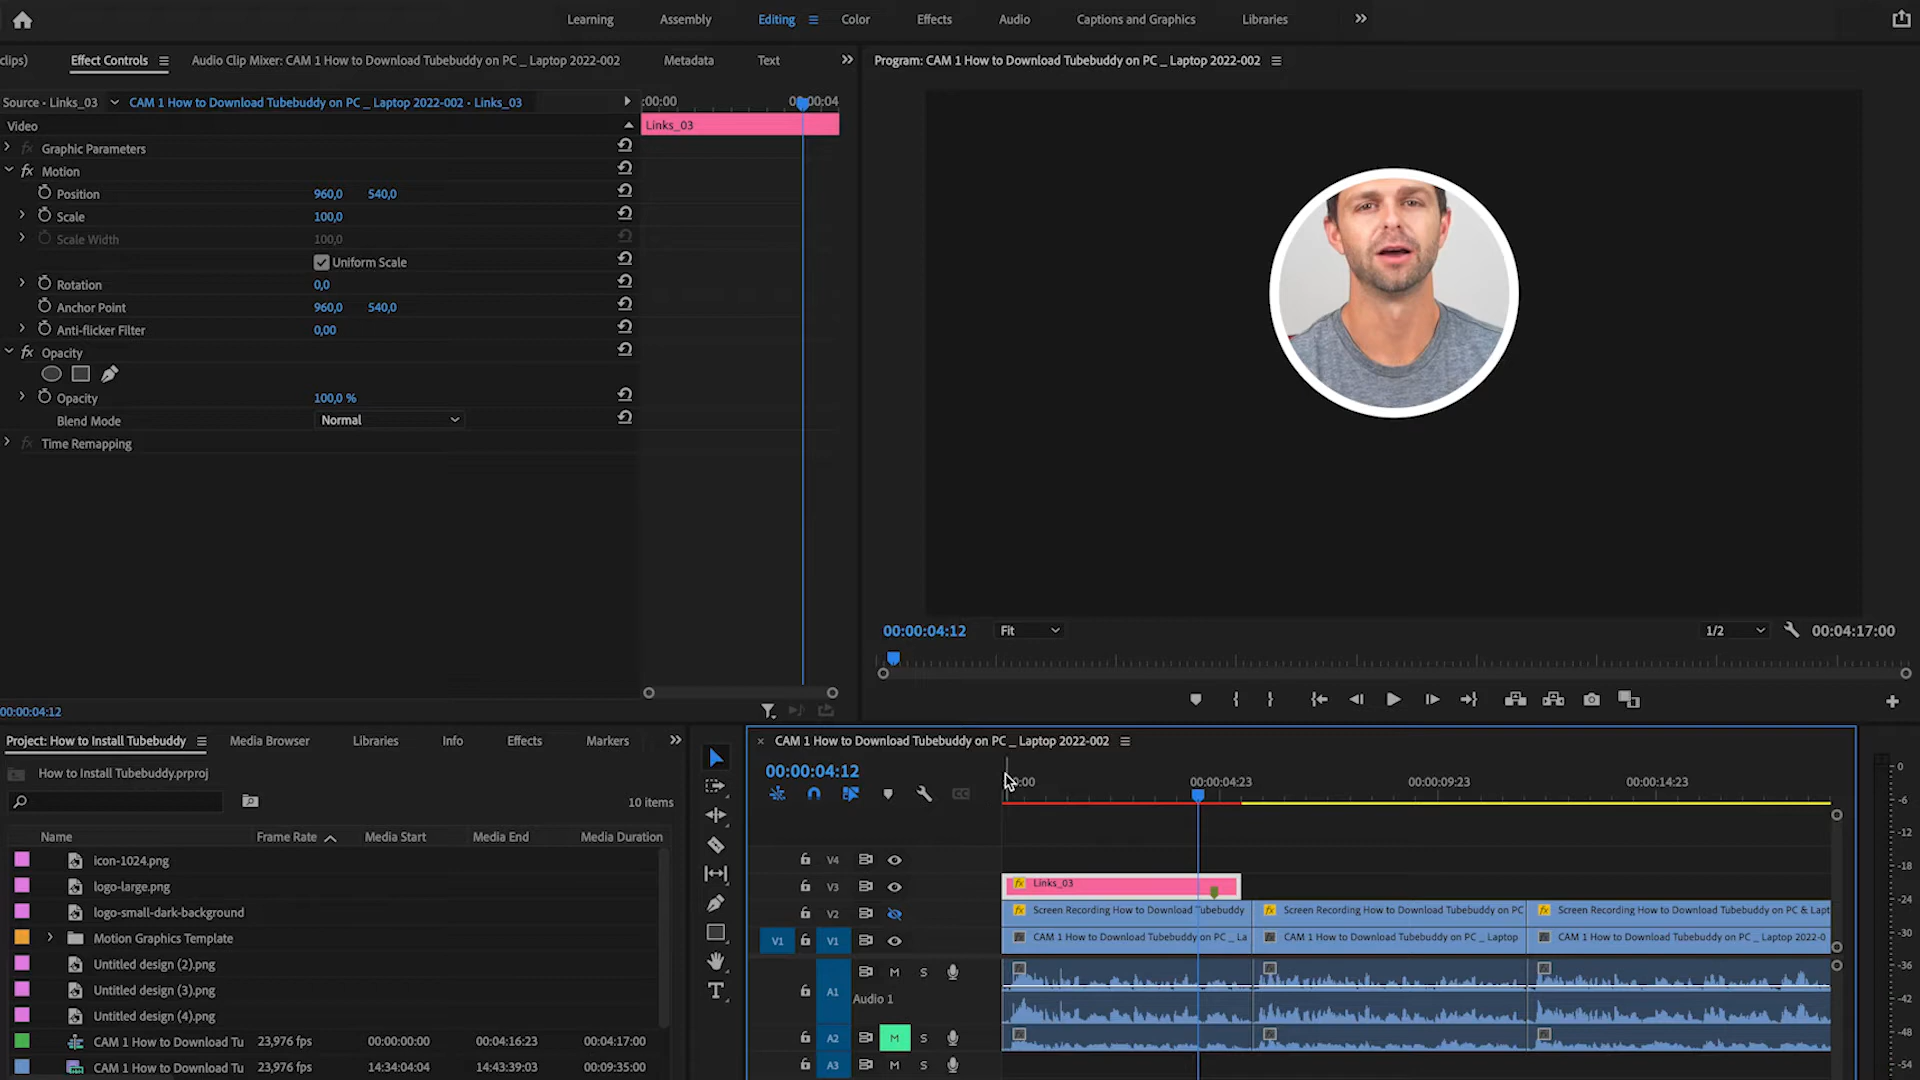 Learning Assembly Editing Color Effects Audio Captions and Graphics Libraries
clips) Effect Controls Audio Clip Mixer: CAM 1 How to Download Tubebuddy on PC _ Laptop 2022-002 Metadata Text
Program: CAM 1 How to Download Tubebuddy on PC _ Laptop 2022-002
Source · Links_03 CAM 1 How to Download Tubebuddy on PC _ Laptop 2022-002 · Links_03
:00:00
Video
Links_03
fx Graphic Parameters
fx Motion
Position 960,0 540,0
Scale 100,0
Scale Width 100,0
Uniform Scale
Rotation 0,0
Anchor Point 960,0 540,0
Anti-flicker Filter 0,00
fx Opacity
Opacity 100,0 %
Blend Mode Normal
fx Time Remapping
00:00:04:12 Fit 1/2 00:04:17:00
00:00:04:12
Project: How to Install Tubebuddy Media Browser Libraries Info Effects Markers
How to Install Tubebuddy.prproj
10 items
Name Frame Rate Media Start Media End Media Duration
icon-1024.png
logo-large.png
logo-small-dark-background
Motion Graphics Template
Untitled design (2).png
Untitled design (3).png
Untitled design (4).png
CAM 1 How to Download Tu 23,976 fps 00:00:00:00 00:04:16:23 00:04:17:00
CAM 1 How to Download Tu 23,976 fps 14:34:04:04 14:43:39:03 00:09:35:00
T
CAM 1 How to Download Tubebuddy on PC _ Laptop 2022-002
00:00:04:12
:00 00:00:04:23 00:00:09:23 00:00:14:23
CC
V4
V3 fx Links_03
V2 fx Screen Recording How to Download Tubebuddy fx Screen Recording How to Download Tubebuddy on PC fx Screen Recording How to Download Tubebuddy on PC & Lapt
V1 V1 CAM 1 How to Download Tubebuddy on PC _ La CAM 1 How to Download Tubebuddy on PC _ Laptop CAM 1 How to Download Tubebuddy on PC _ Laptop 2022-0
M S
A1 Audio 1
A2 M S
A3 M S
0
-6
-12
-18
-24
-30
-36
-42
-48
-54